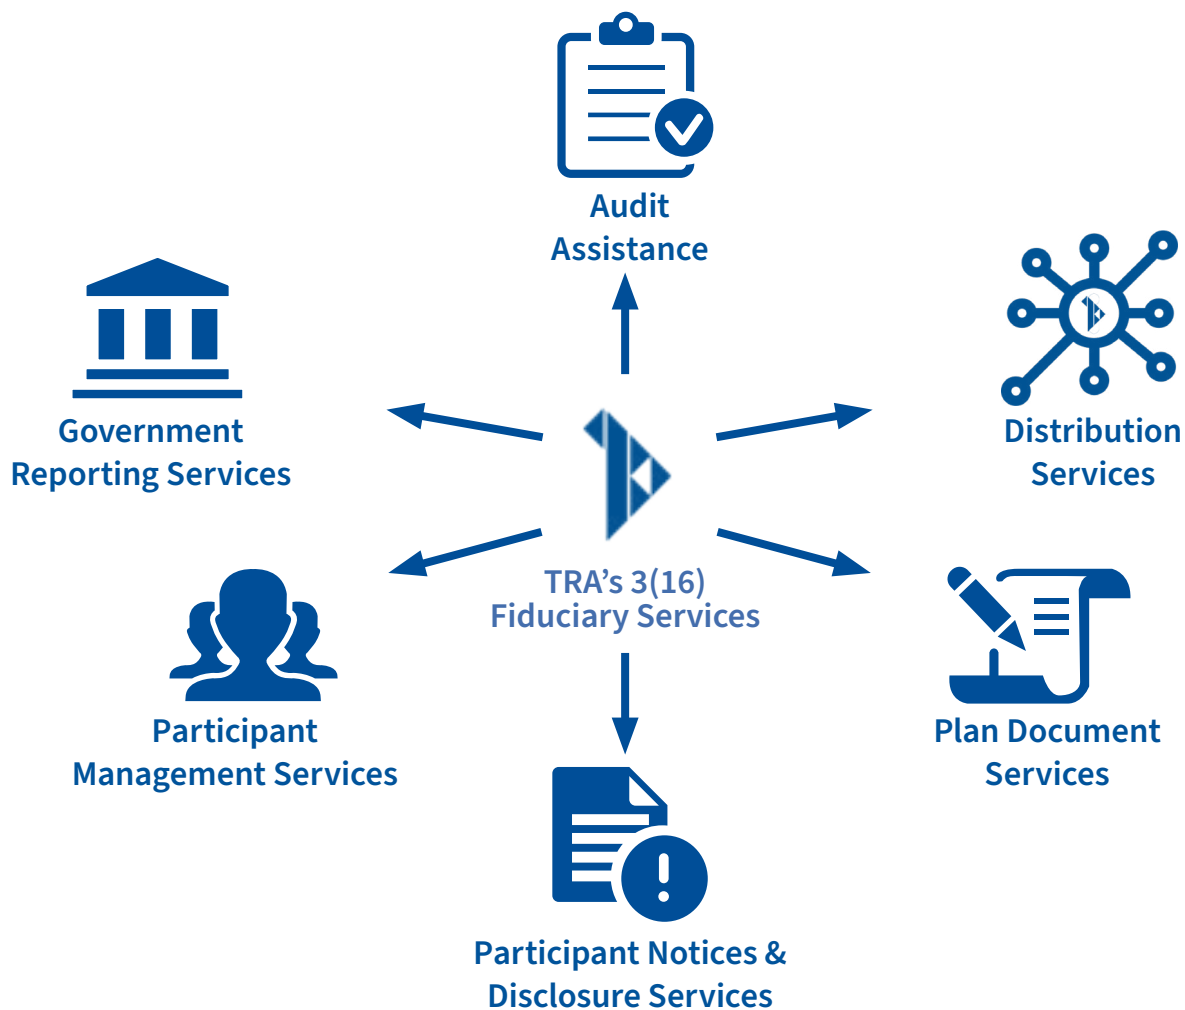 Audit
Assistance
Government
Reporting Services
Distribution
Services
TRA’s 3(16)
Fiduciary Services
Participant
Management Services
Plan Document
Services
Participant Notices &
Disclosure Services